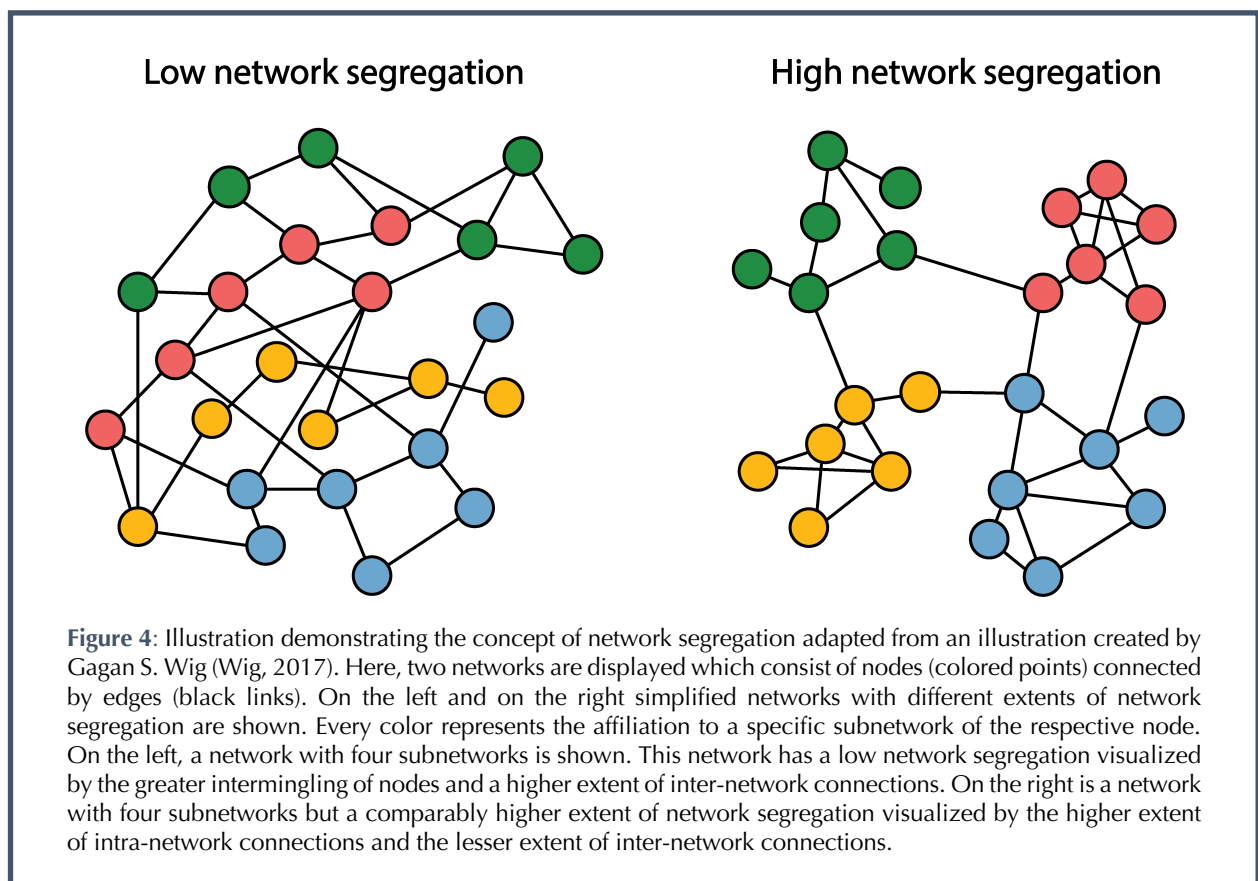 Low network segregation
High network segregation
Figure 4: Illustration demonstrating the concept of network segregation adapted from an illustration created by
Gagan S. Wig (Wig, 2017). Here, two networks are displayed which consist of nodes (colored points) connected
by edges (black links). On the left and on the right simplified networks with different extents of network
segregation are shown. Every color represents the affiliation to a specific subnetwork of the respective node.
On the left, a network with four subnetworks is shown. This network has a low network segregation visualized
by the greater intermingling of nodes and a higher extent of inter-network connections. On the right is a network
with four subnetworks but a comparably higher extent of network segregation visualized by the higher extent
of intra-network connections and the lesser extent of inter-network connections.